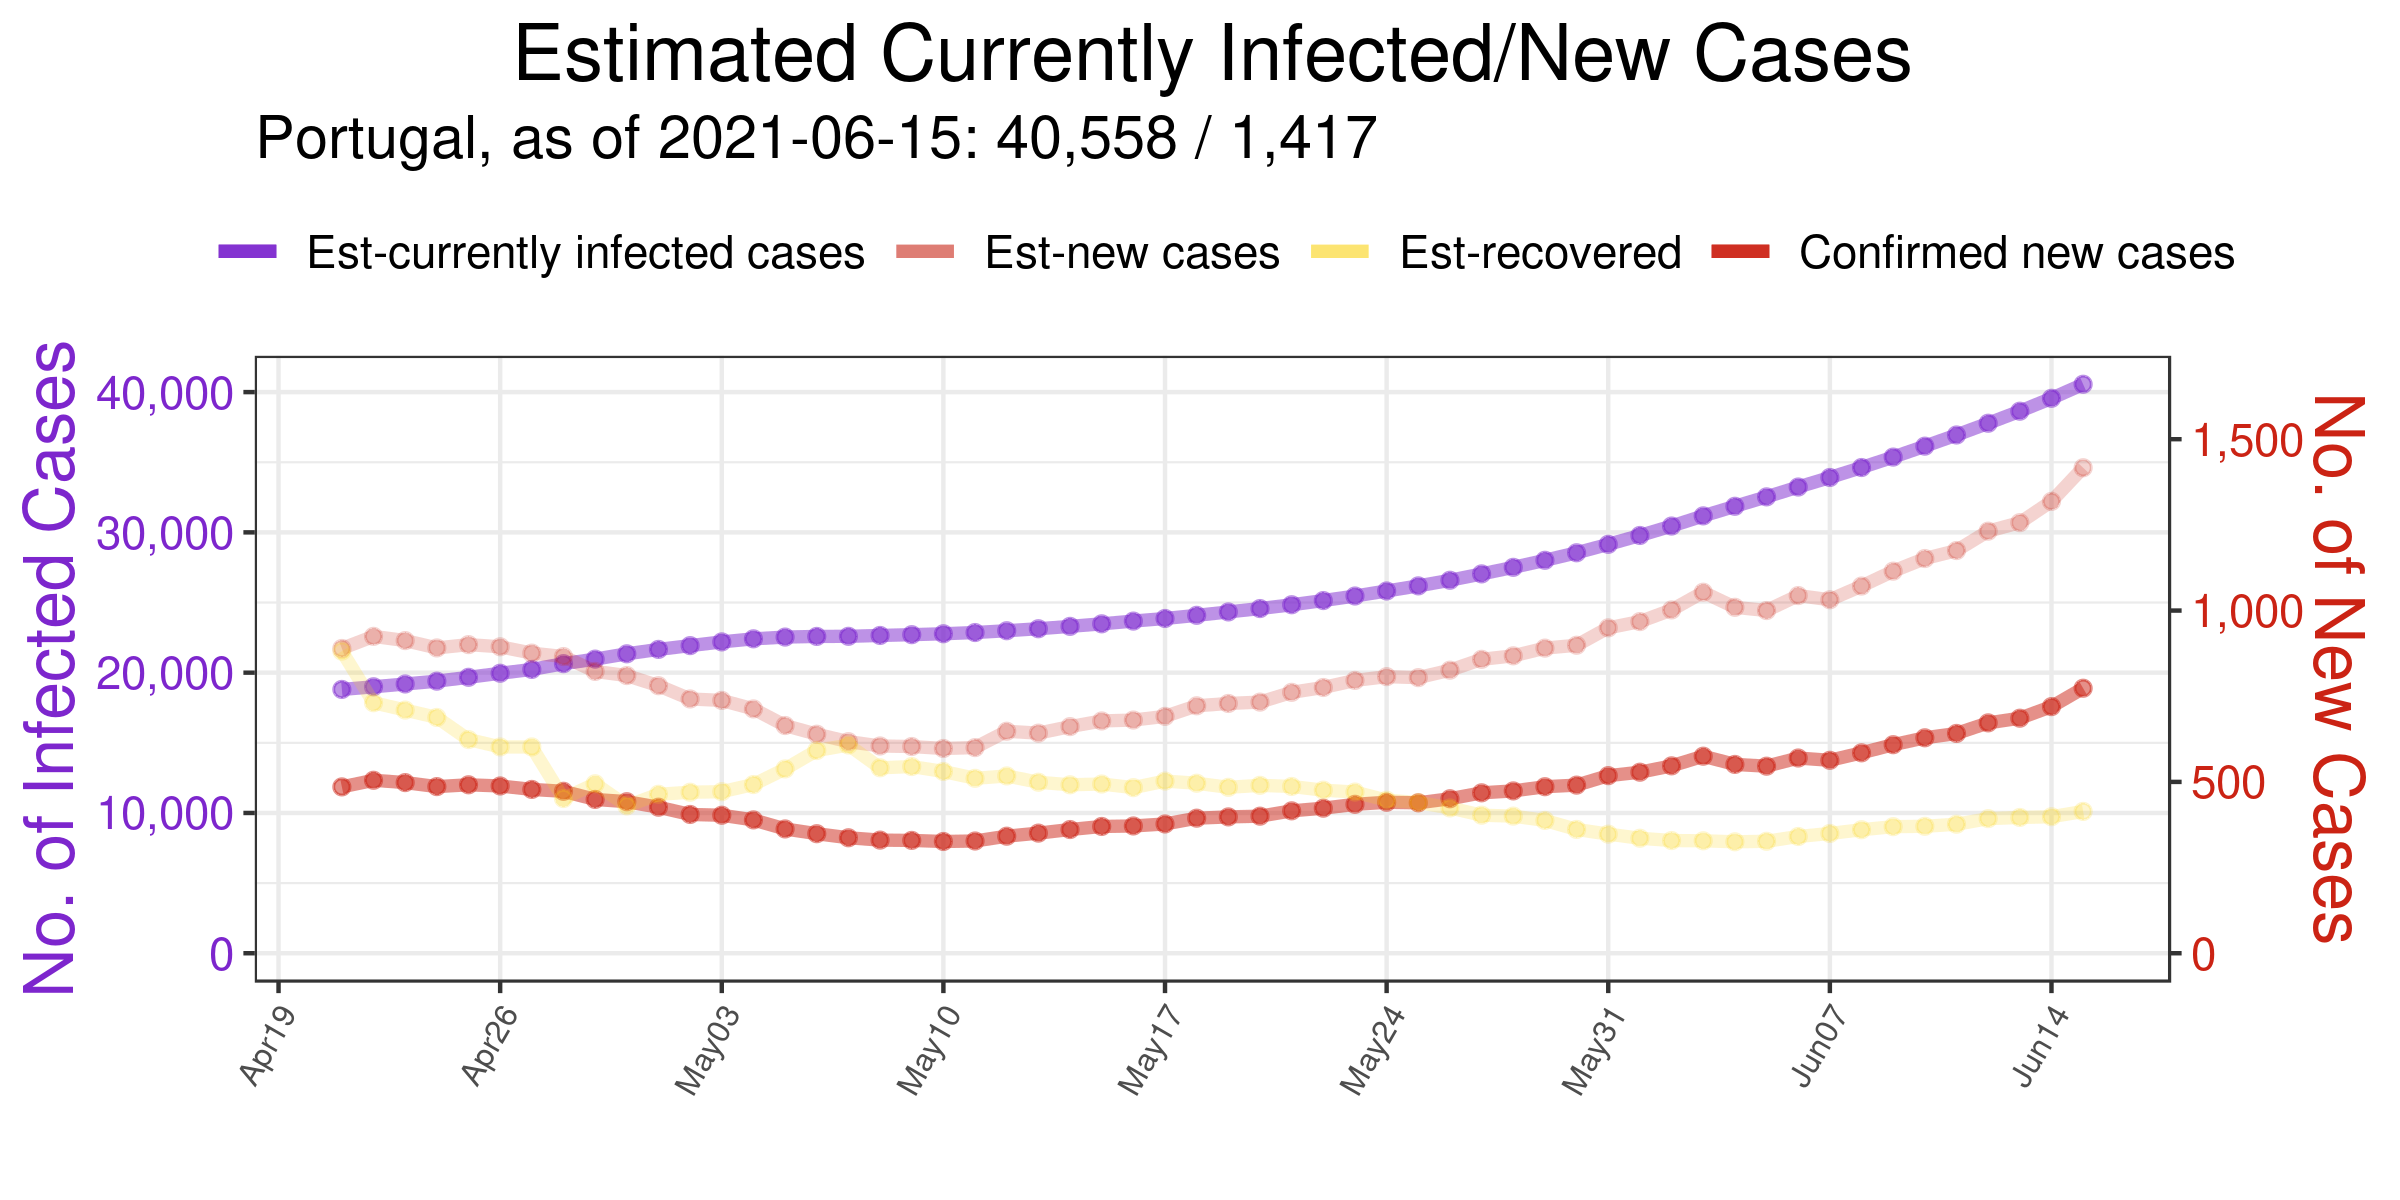 Estimated Currently Infected/New Cases
Portugal, as of 2021-06-15: 40,558 / 1,417
Est-currently infected cases Est-new cases Est-recovered Confirmed new cases
No. of Infected Cases
40,000
30,000
20,000
10,000
0
1,500
1,000
500
0
No. of New Cases
Apr19 Apr26 May03 May10 May17 May24 May31 Jun07 Jun14